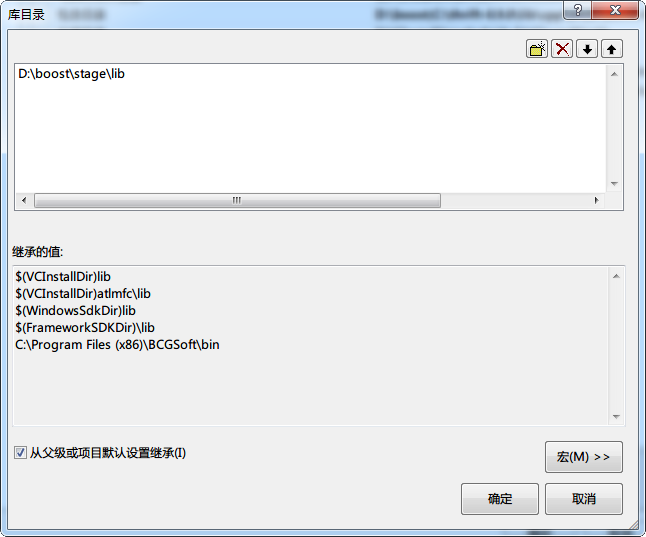 库目录
D:\boost\stage\lib
继承的值:
$(VCInstallDir)lib
$(VCInstallDir)atlmfc\lib
$(WindowsSdkDir)lib
$(FrameworkSDKDir)\lib
C:\Program Files (x86)\BCGSoft\bin
从父级或项目默认设置继承(I)
宏(M) >>
确定
取消